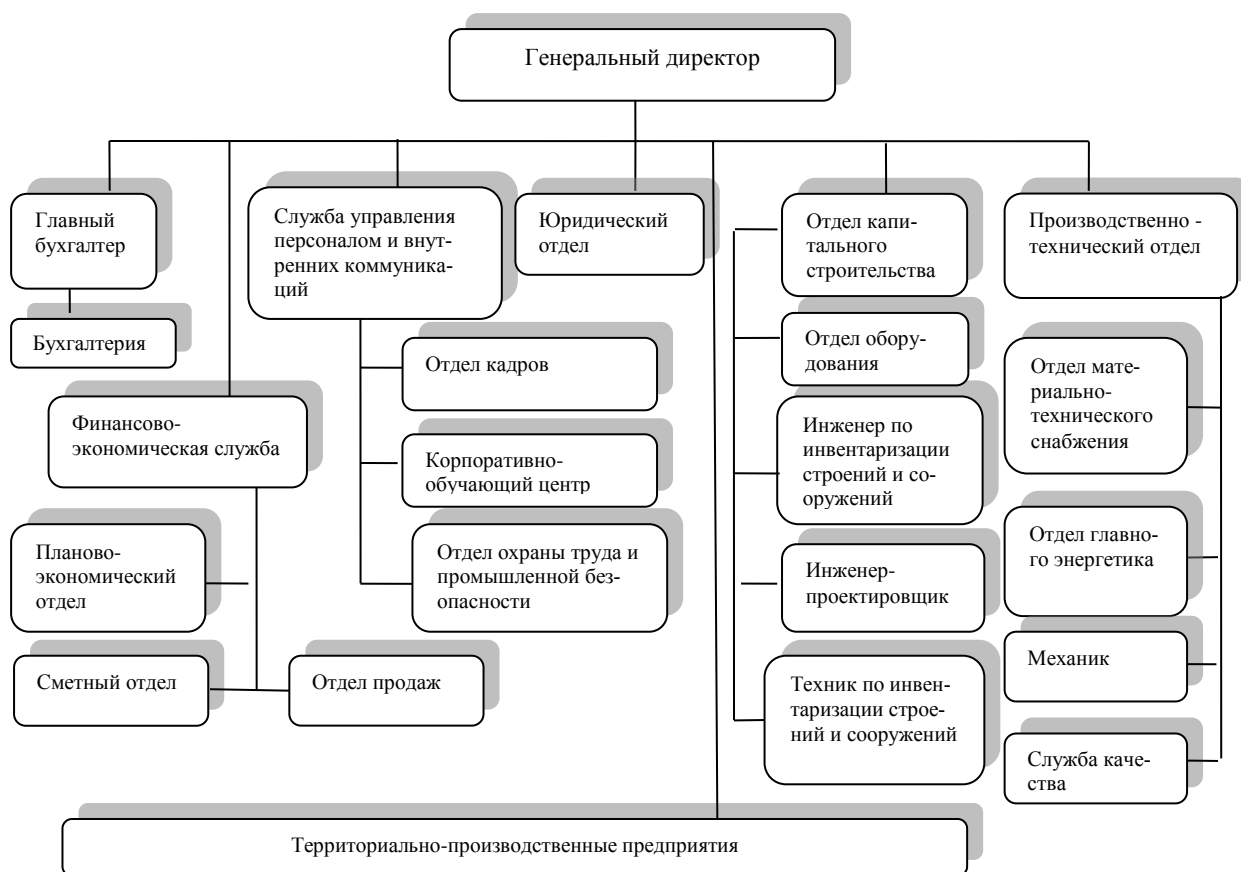 Генеральный директор
Главный
бухгалтер
Служба управления
персоналом и внут-
ренних коммуника-
ций
Юридический
отдел
Отдел капи-
тального
строительства
Производственно -
технический отдел
Бухгалтерия
Отдел кадров
Отдел обору-
дования
Отдел мате-
риально-
технического
снабжения
Финансово-
экономическая служба
Корпоративно-
обучающий центр
Инженер по
инвентаризации
строений и со-
оружений
Планово-
экономический
отдел
Отдел охраны труда и
промышленной без-
опасности
Инженер-
проектировщик
Отдел главно-
го энергетика
Сметный отдел
Отдел продаж
Техник по инвен-
таризации строе-
ний и сооружений
Механик
Служба каче-
ства
Территориально-производственные предприятия